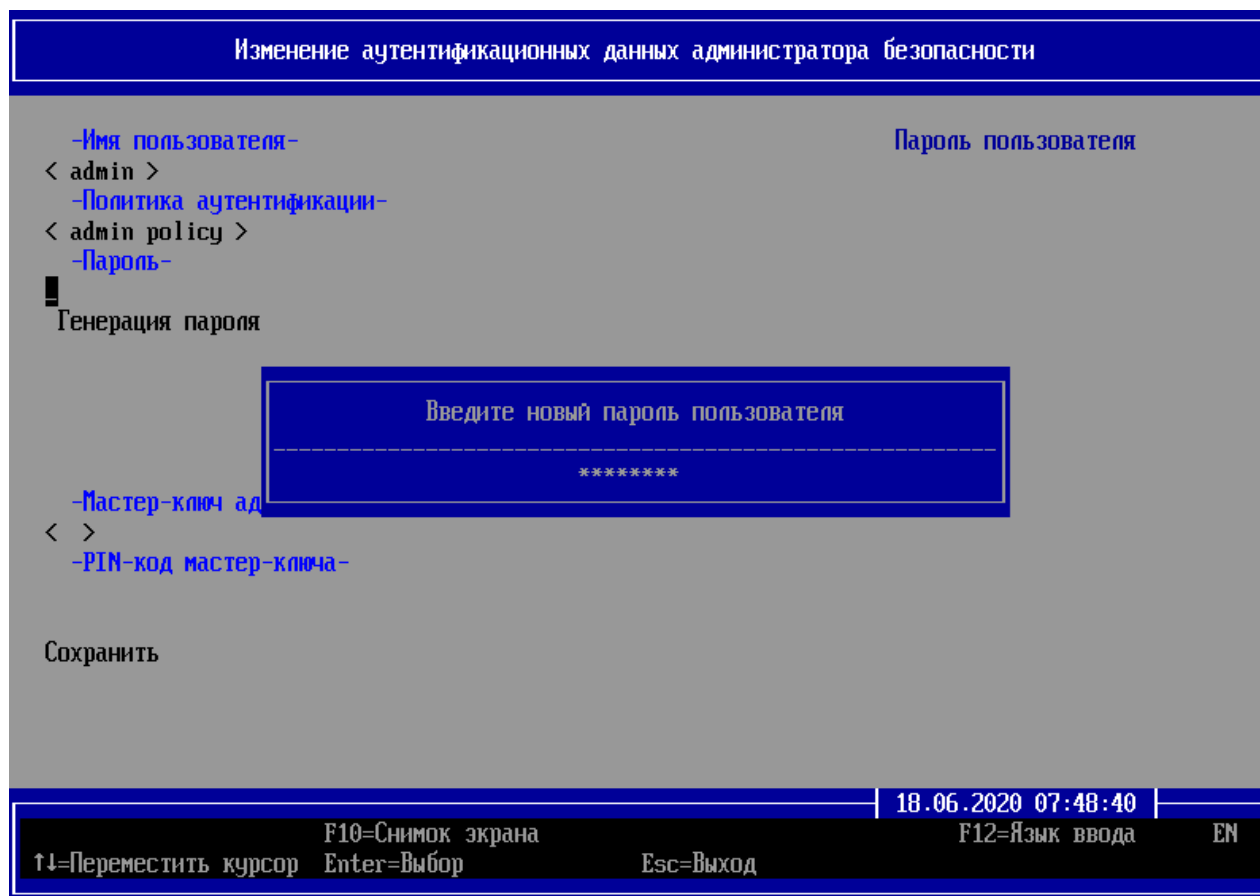 Изменение аутентификационных данных администратора безопасности
-Имя пользователя- Пароль пользователя
< admin >
-Политика аутентификации-
< admin policy >
-Пароль-
Генерация пароля
Введите новый пароль пользователя
********
-Мастер-ключ ад
< >
-PIN-код мастер-ключа-
Сохранить
18.06.2020 07:48:40
F10=Снимок экрана F12=Язык ввода EN
↑↓=Переместить курсор Enter=Выбор Esc=Выход